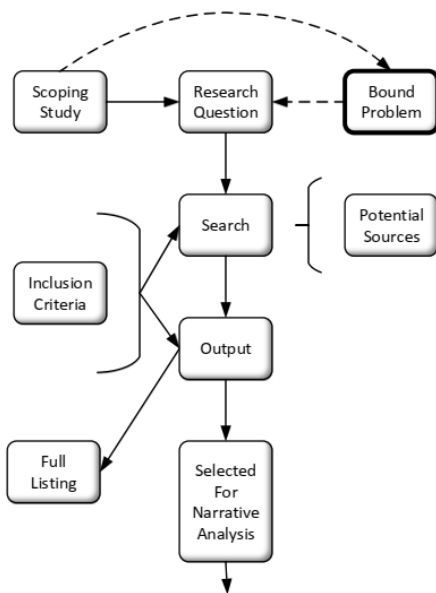 Scoping
Study
Research
Question
Bound
Problem
Search
Potential
Sources
Inclusion
Criteria
Output
Full
Listing
Selected
For
Narrative
Analysis